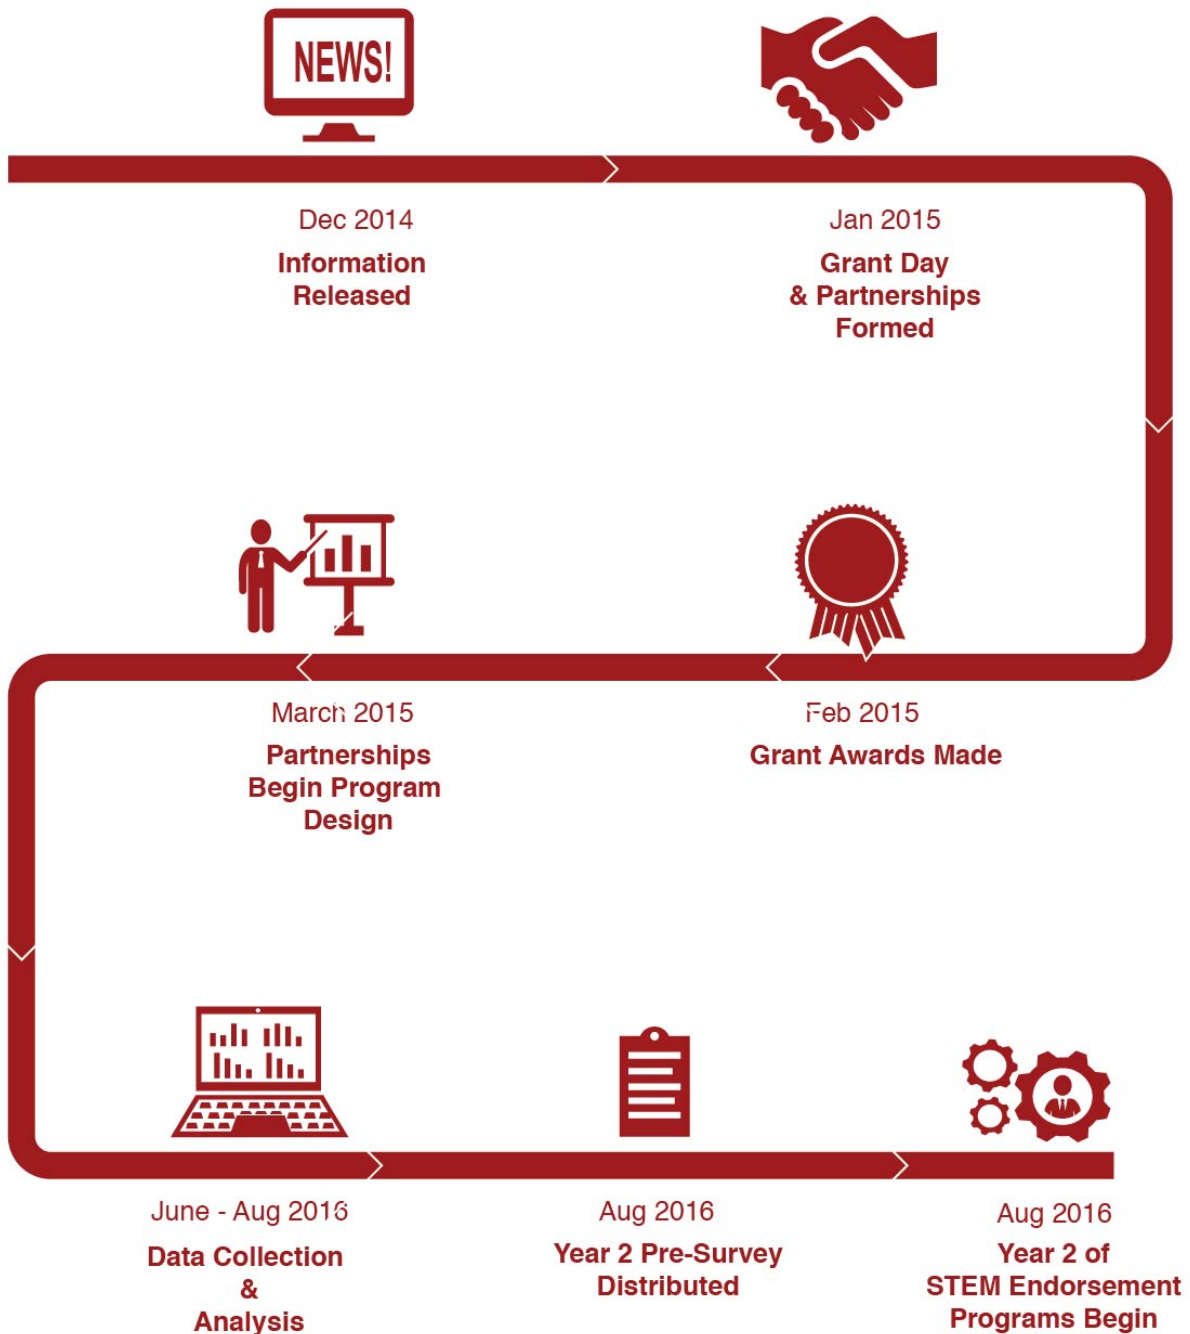 NEWS!
Dec 2014
Information
Released
Jan 2015
Grant Day
& Partnerships
Formed
March 2015
Partnerships
Begin Program
Design
Feb 2015
Grant Awards Made
June - Aug 2016
Data Collection
&
Analysis
Aug 2016
Year 2 Pre-Survey
Distributed
Aug 2016
Year 2 of
STEM Endorsement
Programs Begin